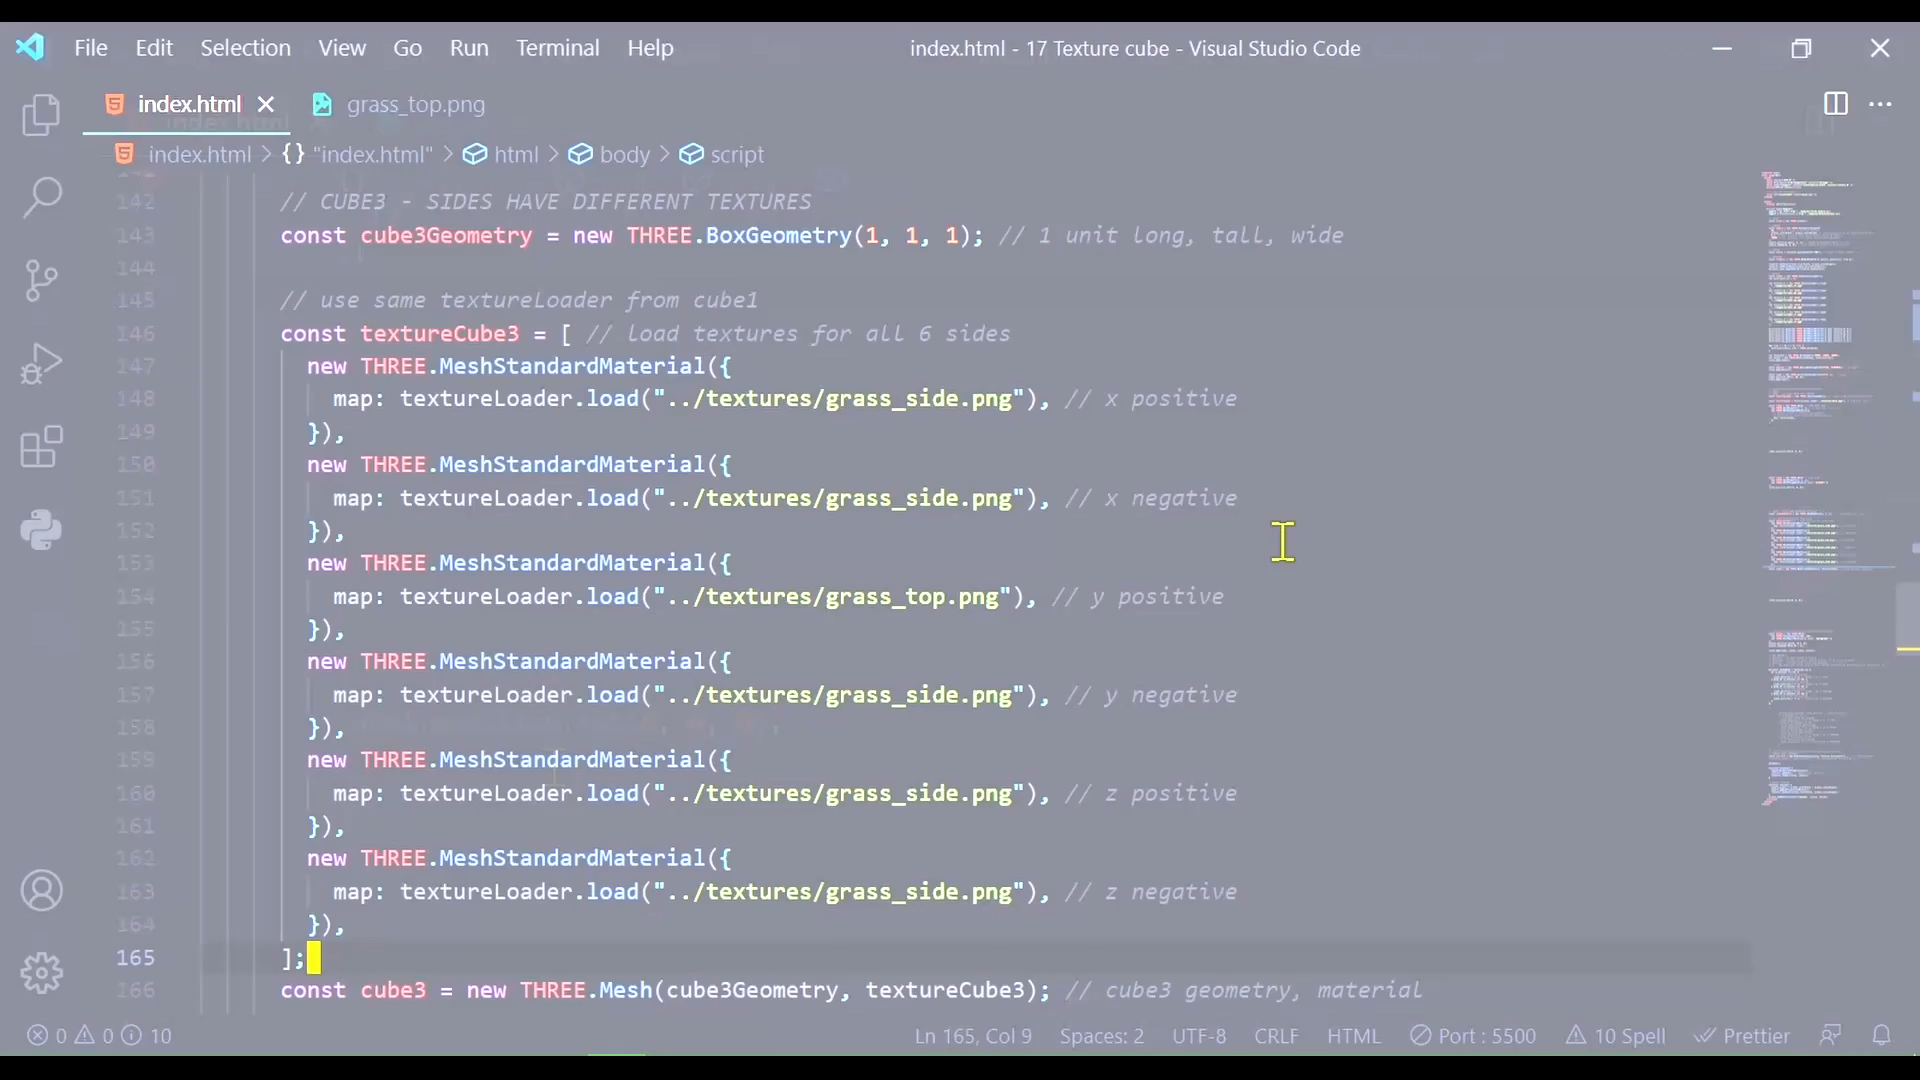 File Edit Selection View Go Run Terminal Help index.html - 17 Texture cube - Visual Studio Code
index.html grass_top.png
index.html > {} "index.html" > html > body > script
142 // CUBE3 - SIDES HAVE DIFFERENT TEXTURES
143 const cube3Geometry = new THREE.BoxGeometry(1, 1, 1); // 1 unit long, tall, wide
144
145 // use same textureLoader from cube1
146 const textureCube3 = [ // load textures for all 6 sides
147 new THREE.MeshStandardMaterial({
148 map: textureLoader.load("../textures/grass_side.png"), // x positive
149 }),
150 new THREE.MeshStandardMaterial({
151 map: textureLoader.load("../textures/grass_side.png"), // x negative
152 }),
153 new THREE.MeshStandardMaterial({
154 map: textureLoader.load("../textures/grass_top.png"), // y positive
155 }),
156 new THREE.MeshStandardMaterial({
157 map: textureLoader.load("../textures/grass_side.png"), // y negative
158 }),
159 new THREE.MeshStandardMaterial({
160 map: textureLoader.load("../textures/grass_side.png"), // z positive
161 }),
162 new THREE.MeshStandardMaterial({
163 map: textureLoader.load("../textures/grass_side.png"), // z negative
164 }),
165 ];
166 const cube3 = new THREE.Mesh(cube3Geometry, textureCube3); // cube3 geometry, material
0 0 10 Ln 165, Col 9 Spaces: 2 UTF-8 CRLF HTML Port : 5500 10 Spell Prettier